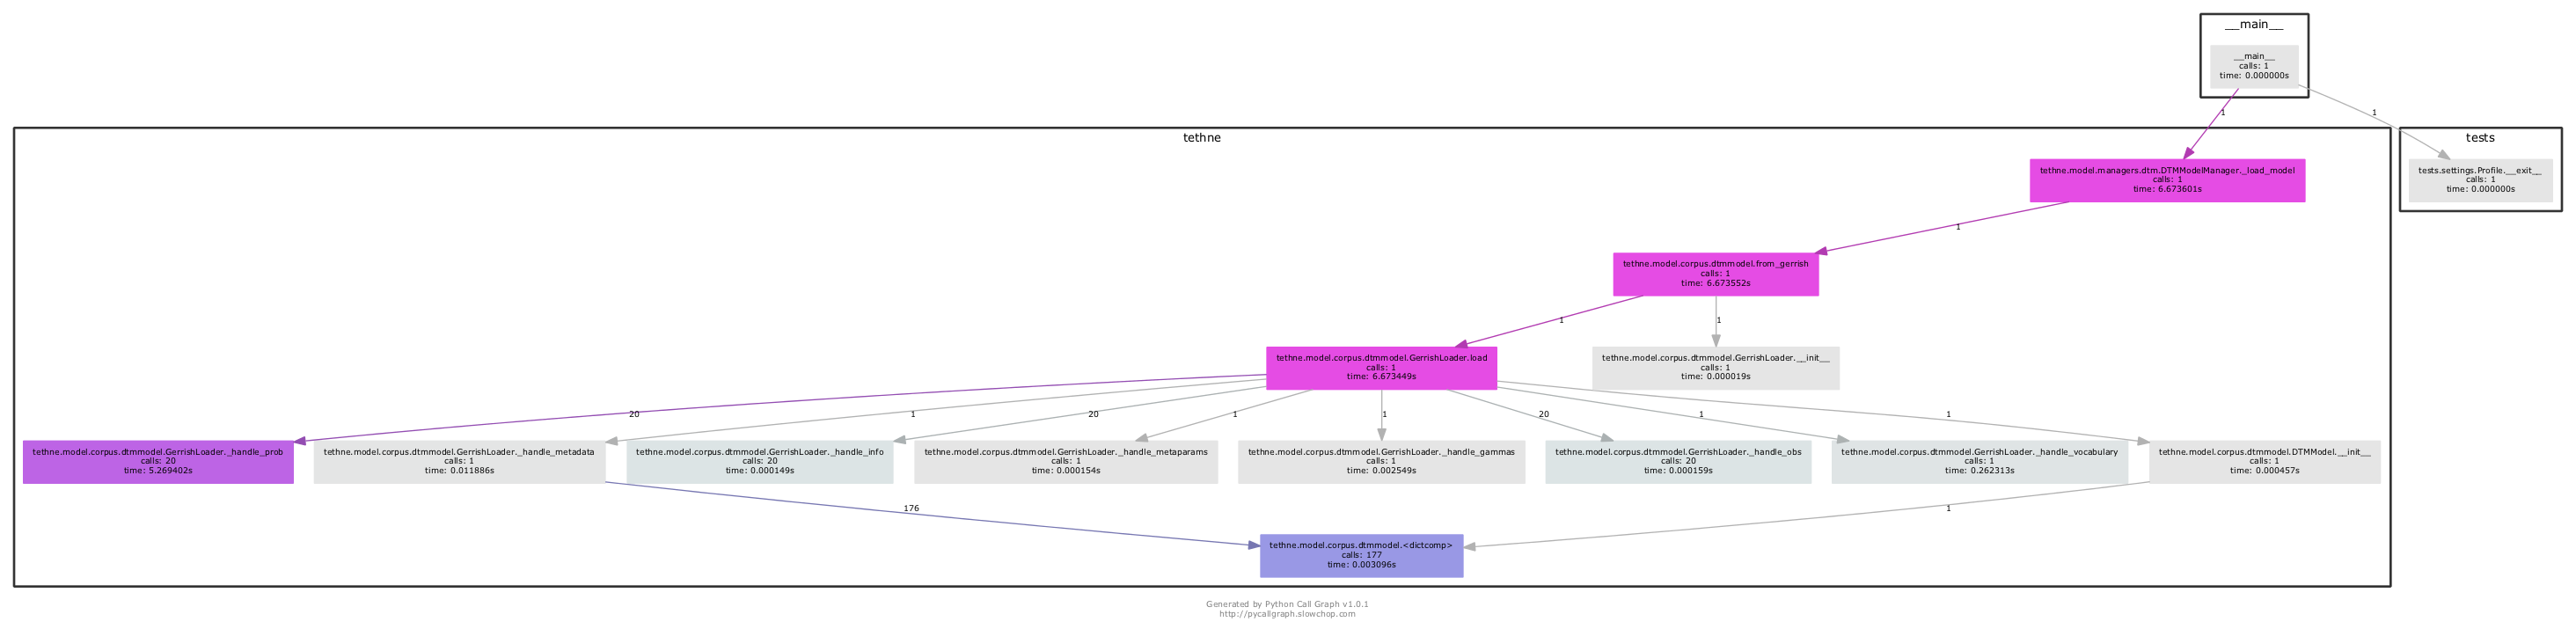 __main__
__main__
calls: 1
time: 0.000000s
1
1
tethne
tests
tethne.model.managers.dtm.DTMModelManager._load_model
calls: 1
time: 6.673601s
tests.settings.Profile.__exit__
calls: 1
time: 0.000000s
1
tethne.model.corpus.dtmmodel.from_gerrish
calls: 1
time: 6.673552s
1
1
tethne.model.corpus.dtmmodel.GerrishLoader.load
calls: 1
time: 6.673449s
tethne.model.corpus.dtmmodel.GerrishLoader.__init__
calls: 1
time: 0.000019s
20
1
20
1
1
20
1
1
tethne.model.corpus.dtmmodel.GerrishLoader._handle_prob
calls: 20
time: 5.269402s
tethne.model.corpus.dtmmodel.GerrishLoader._handle_metadata
calls: 1
time: 0.011886s
tethne.model.corpus.dtmmodel.GerrishLoader._handle_info
calls: 20
time: 0.000149s
tethne.model.corpus.dtmmodel.GerrishLoader._handle_metaparams
calls: 1
time: 0.000154s
tethne.model.corpus.dtmmodel.GerrishLoader._handle_gammas
calls: 1
time: 0.002549s
tethne.model.corpus.dtmmodel.GerrishLoader._handle_obs
calls: 20
time: 0.000159s
tethne.model.corpus.dtmmodel.GerrishLoader._handle_vocabulary
calls: 1
time: 0.262313s
tethne.model.corpus.dtmmodel.DTMModel.__init__
calls: 1
time: 0.000457s
176
1
tethne.model.corpus.dtmmodel.<dictcomp>
calls: 177
time: 0.003096s
Generated by Python Call Graph v1.0.1
http://pycallgraph.slowchop.com